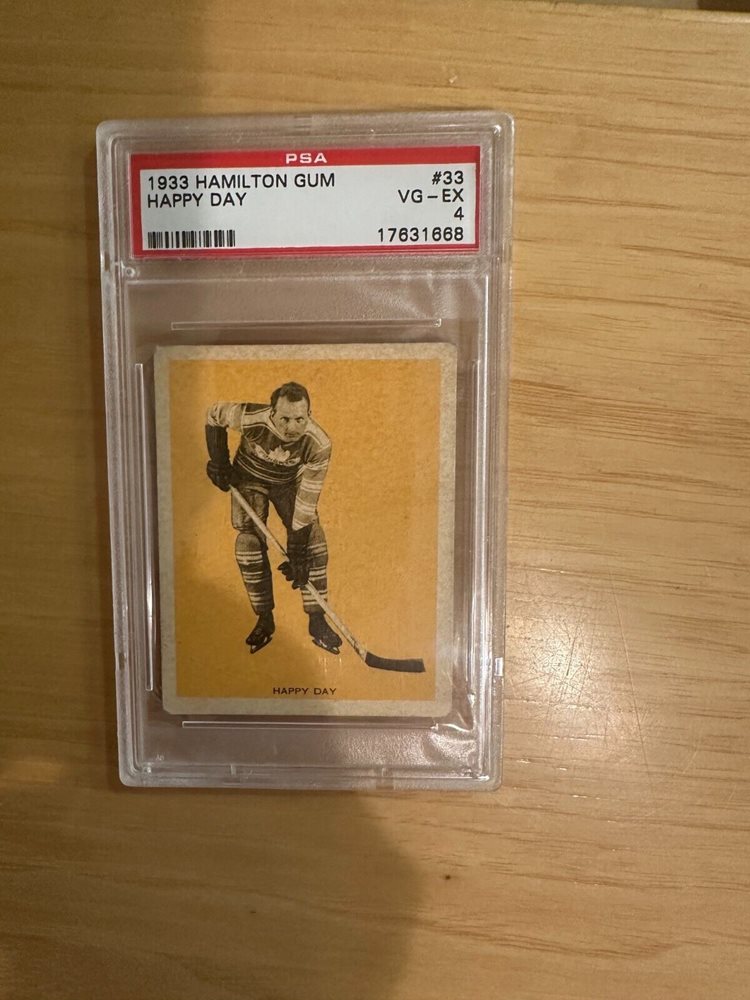 PSA
1933 HAMILTON GUM #33
HAPPY DAY VG-EX
4
17631668
HAPPY DAY